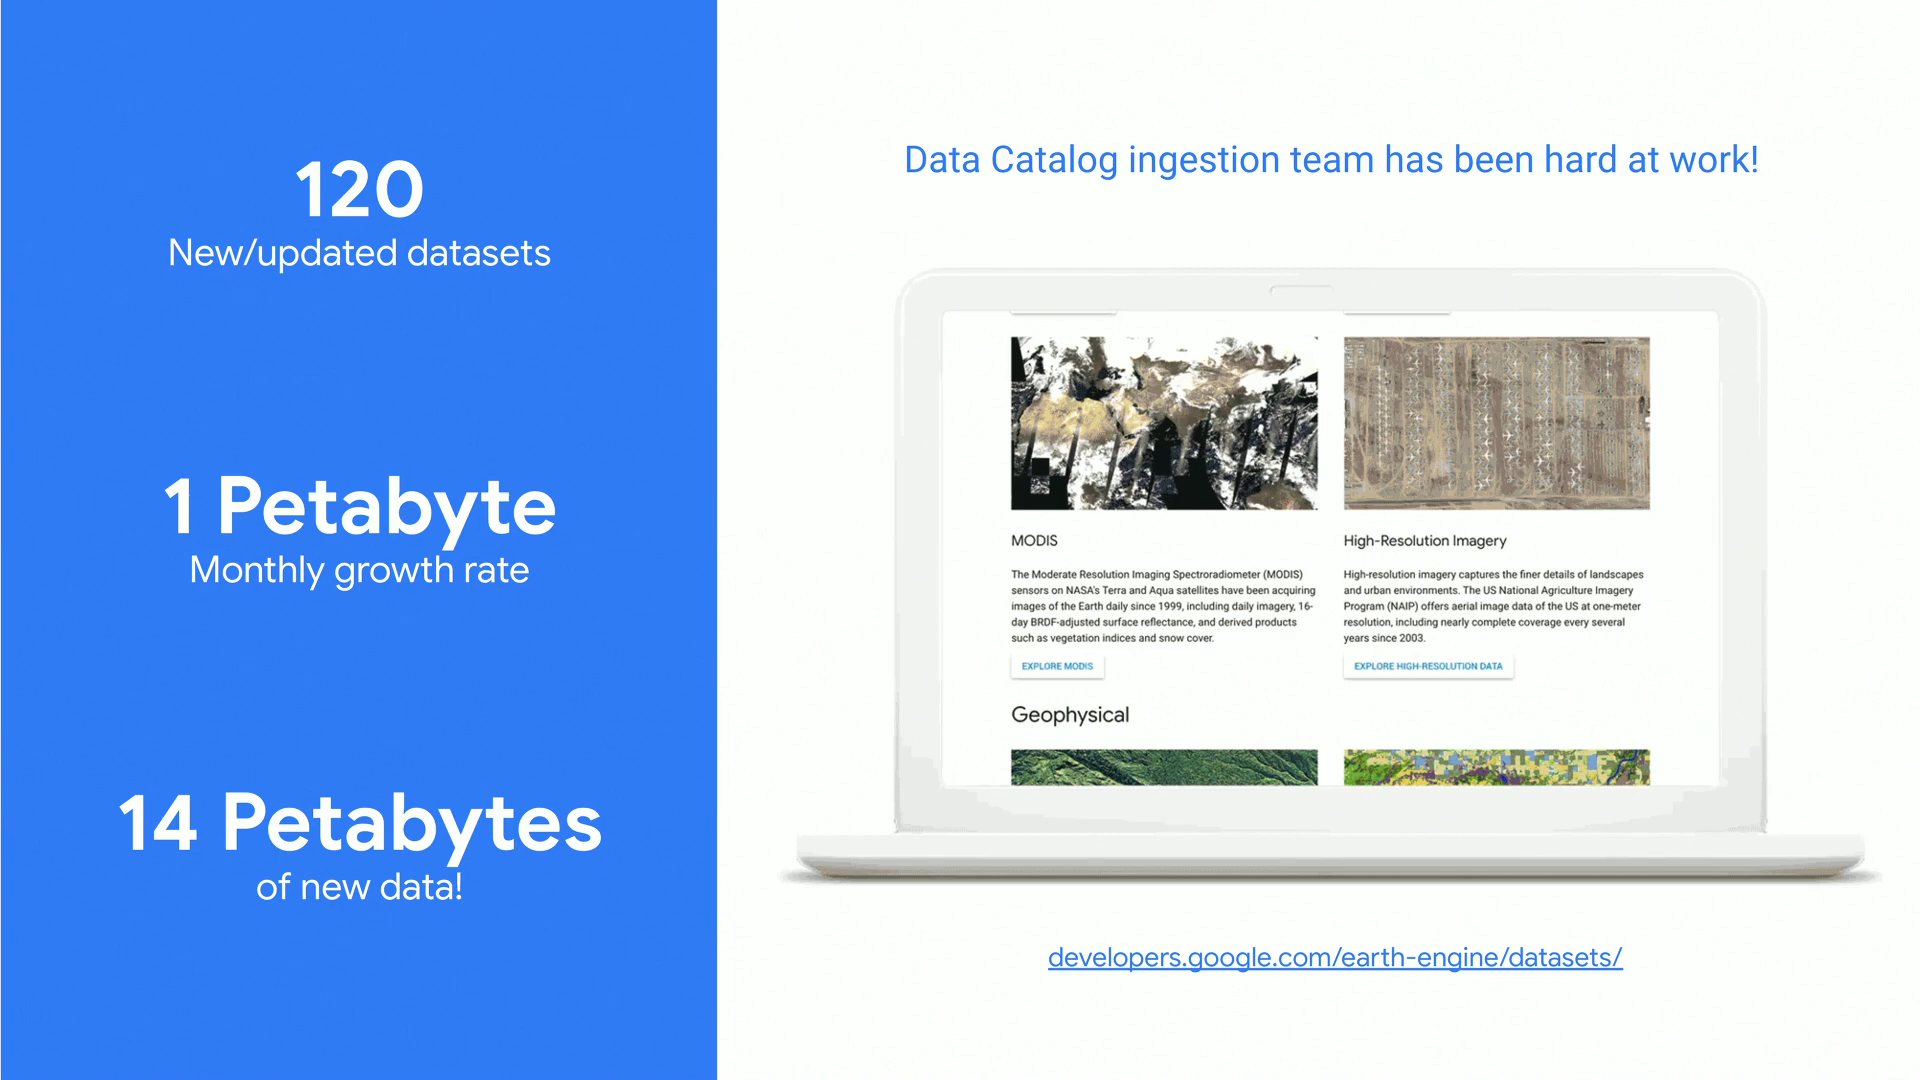 120
New/updated datasets
1 Petabyte
Monthly growth rate
14 Petabytes
of new data!
Data Catalog ingestion team has been hard at work!
MODIS
The Moderate Resolution Imaging Spectroradiometer (MODIS)
sensors on NASA's Terra and Aqua satellites have been acquiring
images of the Earth daily since 1999, including daily imagery, 16-
day BRDF-adjusted surface reflectance, and derived products
such as vegetation indices and snow cover.
EXPLORE MODIS
High-Resolution Imagery
High-resolution imagery captures the finer details of landscapes
and urban environments. The US National Agriculture Imagery
Program (NAIP) offers aerial image data of the US at one-meter
resolution, including nearly complete coverage every several
years since 2003.
EXPLORE HIGH-RESOLUTION DATA
Geophysical
developers.google.com/earth-engine/datasets/